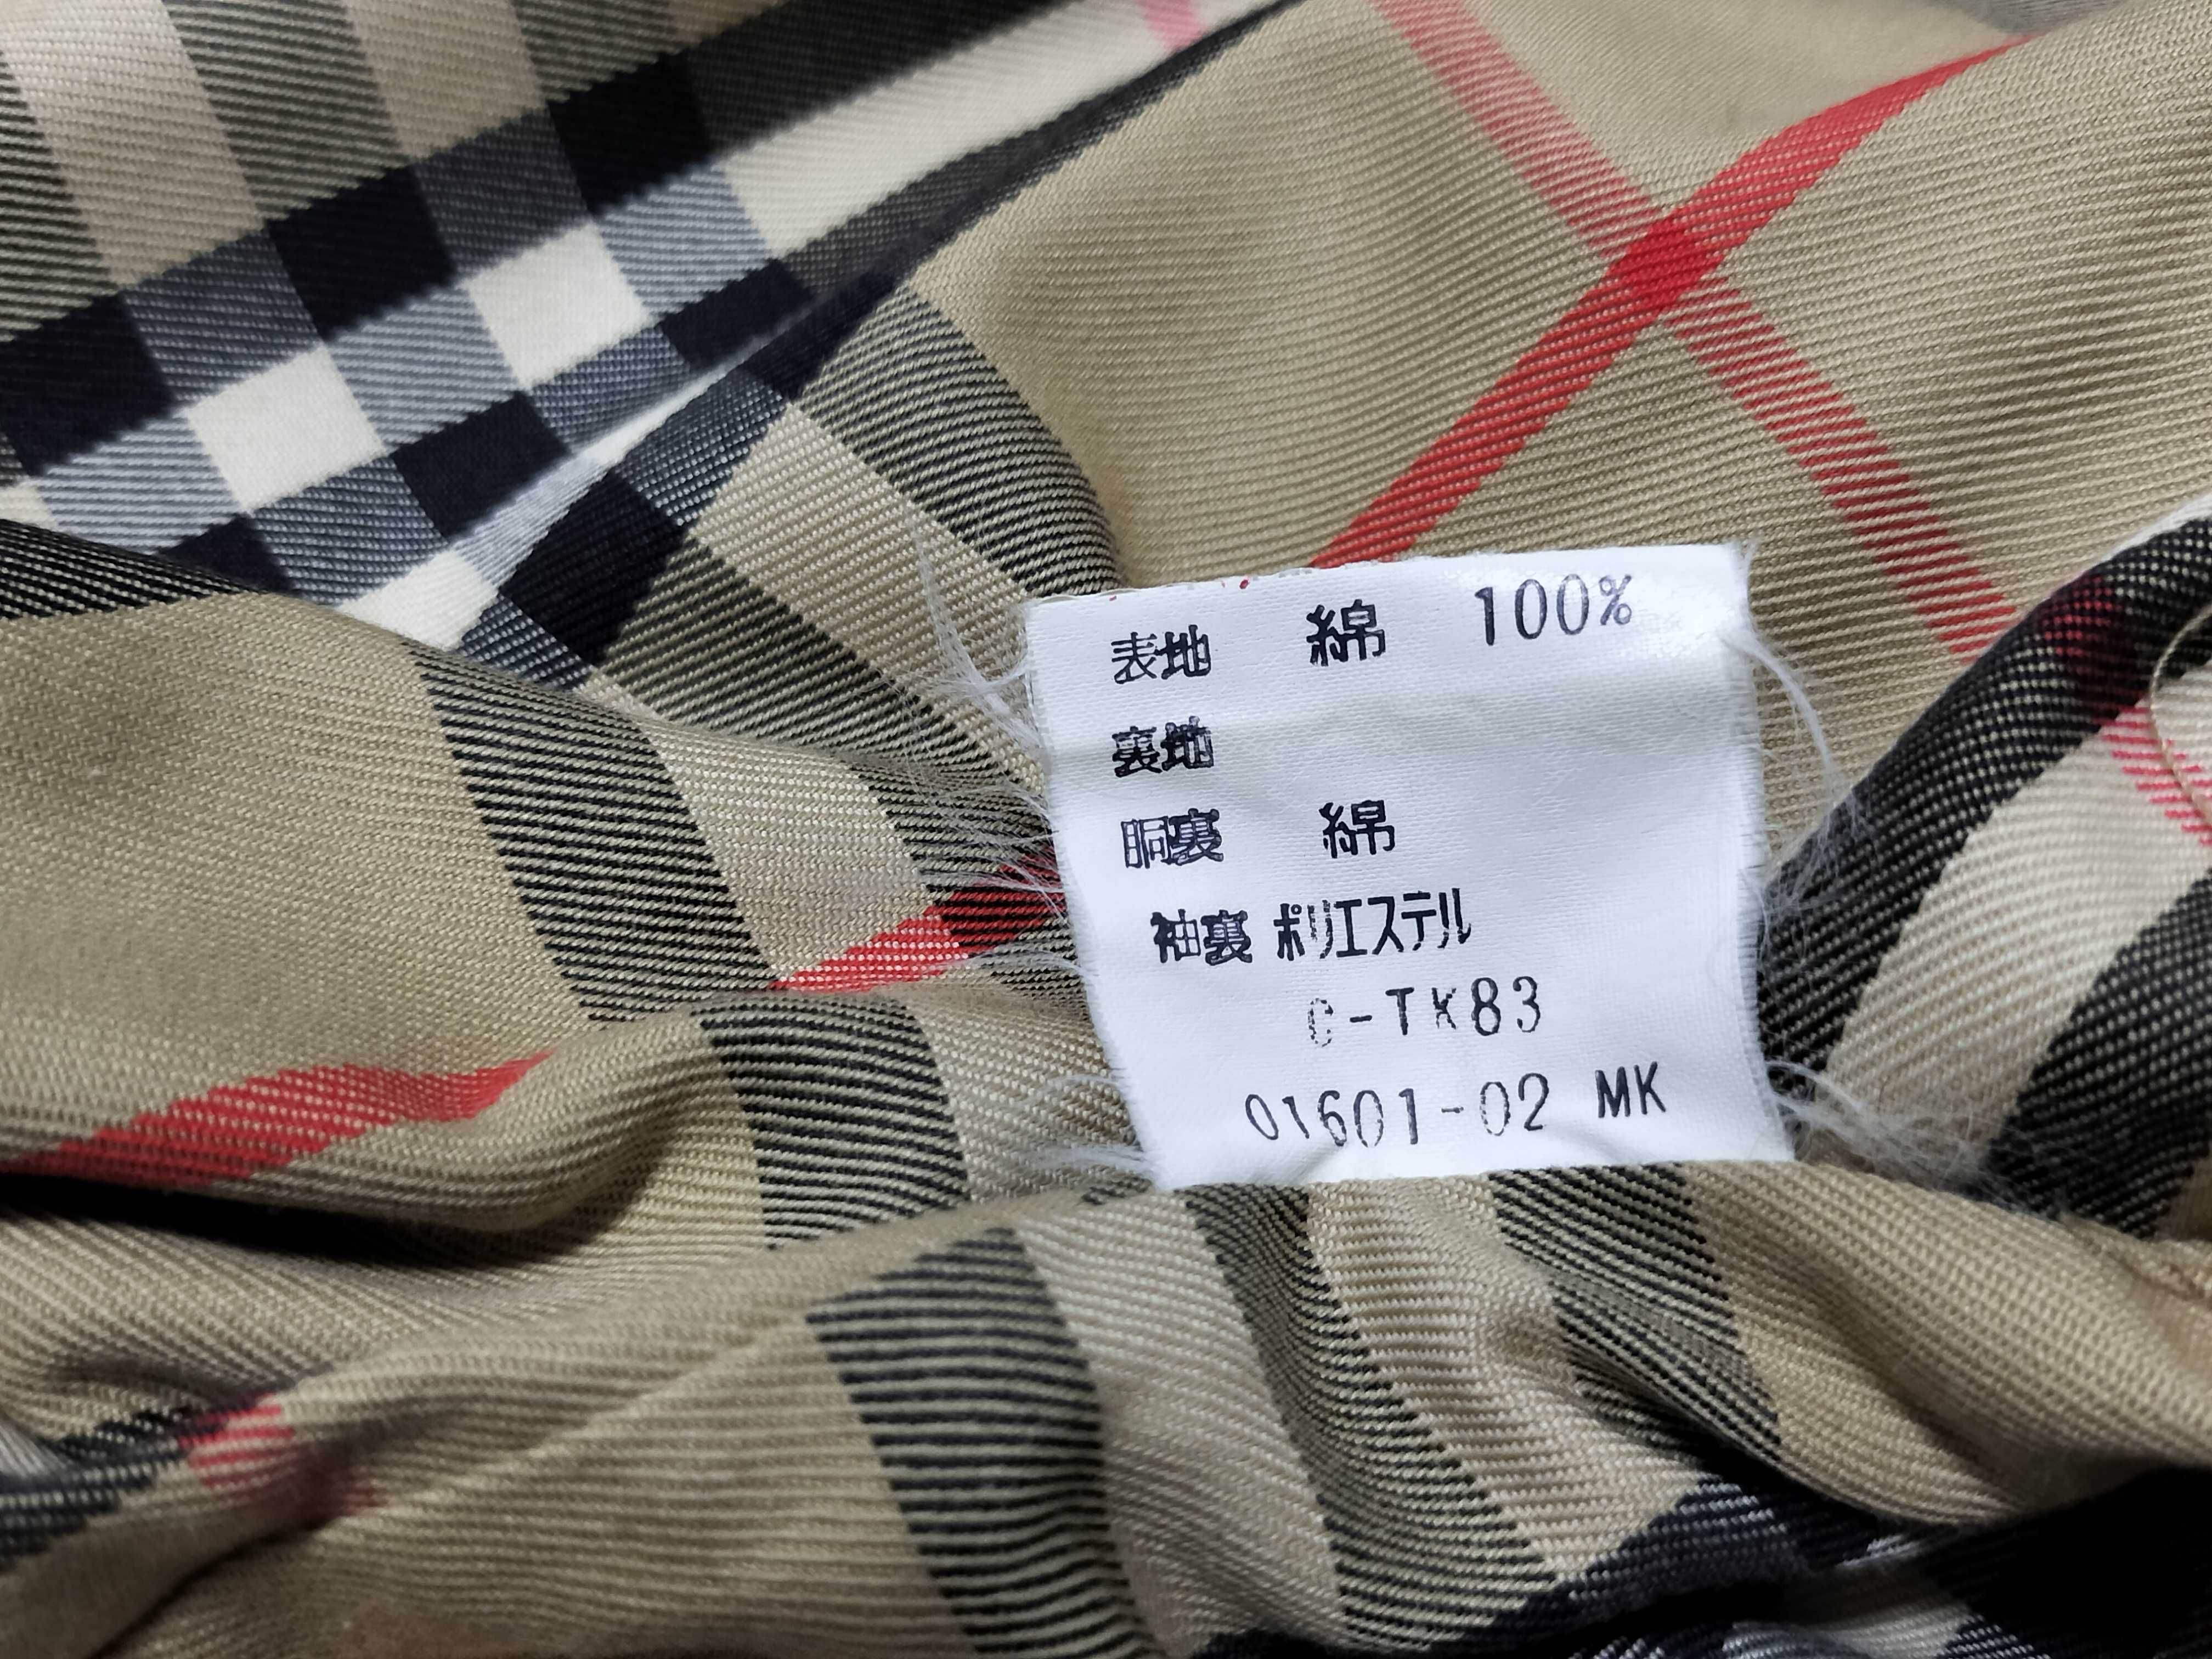 表地 綿 100%
裏地
胴裏 綿
袖裏 ポリエステル
C-TK83
01601-02 MK